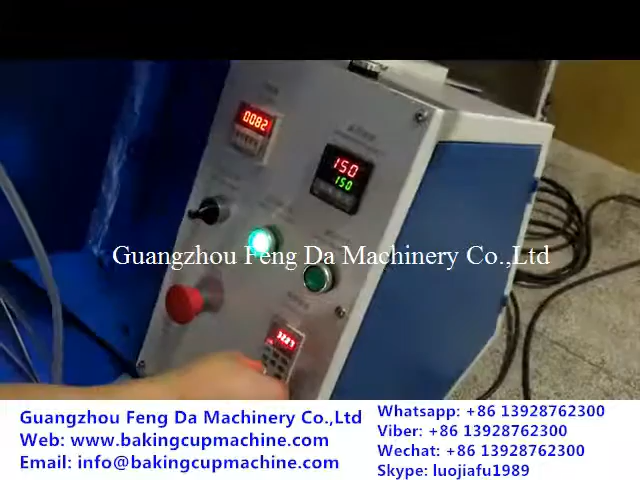 0082
150
150
Guangzhou Feng Da Machinery Co.,Ltd
Guangzhou Feng Da Machinery Co.,Ltd
Web: www.bakingcupmachine.com
Email: info@bakingcupmachine.com
Whatsapp: +86 13928762300
Viber: +86 13928762300
Wechat: +86 13928762300
Skype: luojiafu1989